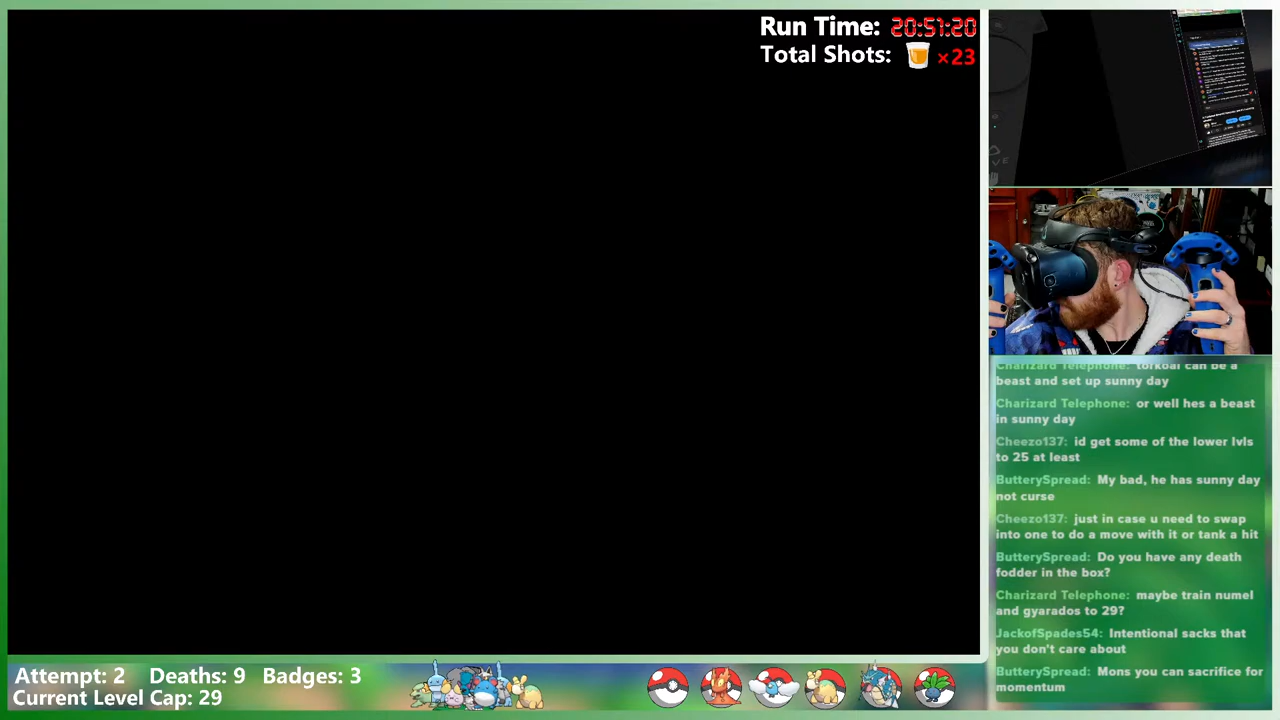 Run Time: 20:51:20
Total Shots: ×23
Charizard Telephone: torkoal can be a
beast and set up sunny day
Charizard Telephone: or well hes a beast
in sunny day
Cheezo137: id get some of the lower lvls
to 25 at least
ButterySpread: My bad, he has sunny day
not curse
Cheezo137: just in case u need to swap
into one to do a move with it or tank a hit
ButterySpread: Do you have any death
fodder in the box?
Charizard Telephone: maybe train numel
and gyarados to 29?
JackofSpades54: Intentional sacks that
you don't care about
ButterySpread: Mons you can sacrifice for
momentum
Attempt: 2 Deaths: 9 Badges: 3
Current Level Cap: 29